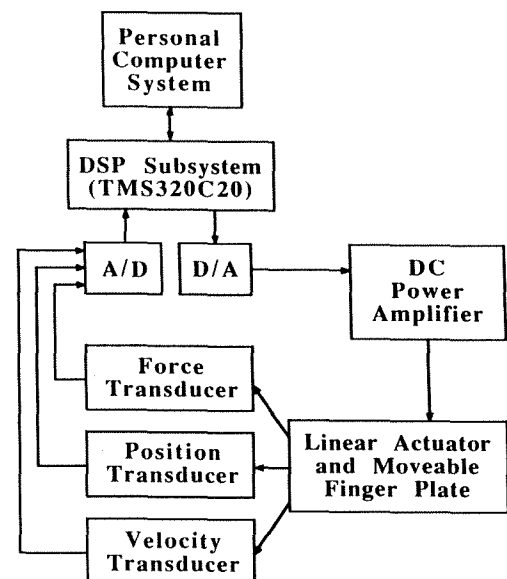 Personal
Computer
System
DSP Subsystem
(TMS320C20)
A/D
D/A
DC
Power
Amplifier
Force
Transducer
Linear Actuator
and Moveable
Finger Plate
Position
Transducer
Velocity
Transducer